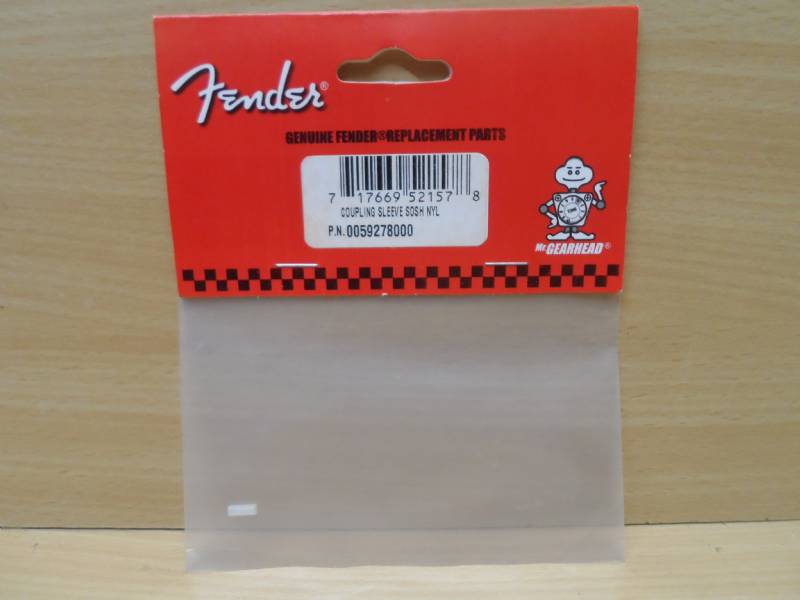 Fender®
GENUINE FENDER® REPLACEMENT PARTS
7 17669 52157 8
COUPLING SLEEVE SOSH NYL
P.N. 0059278000
Mr. GEARHEAD®